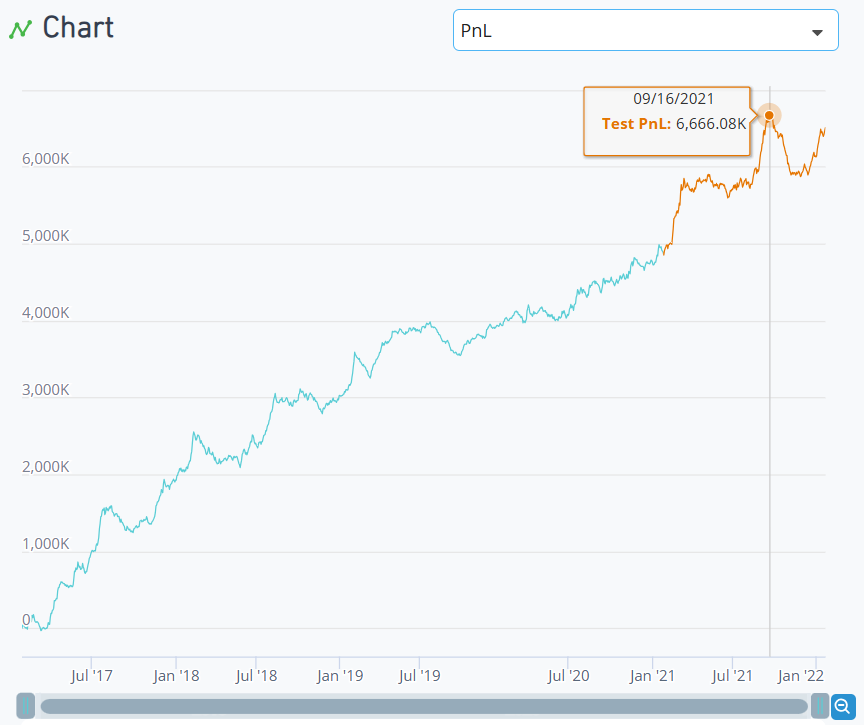 Chart
PnL
09/16/2021
Test PnL: 6,666.08K
6,000K
5,000K
4,000K
3,000K
2,000K
1,000K
0
Jul '17 Jan '18 Jul '18 Jan '19 Jul '19 Jul '20 Jan '21 Jul '21 Jan '22